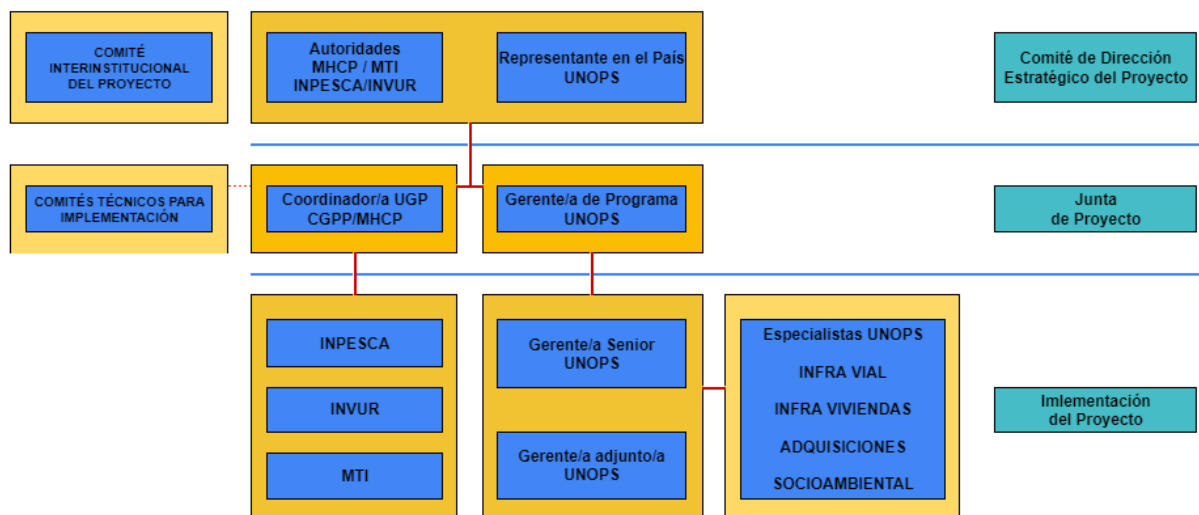 COMITÉ
INTERINSTITUCIONAL
DEL PROYECTO
Autoridades
MHCP / MTI
INPESCA/INVUR
Representante en el País
UNOPS
Comité de Dirección
Estratégico del Proyecto
COMITÉS TÉCNICOS PARA
IMPLEMENTACIÓN
Coordinador/a UGP
CGPP/MHCP
Gerente/a de Programa
UNOPS
Junta
de Proyecto
INPESCA
INVUR
MTI
Gerente/a Senior
UNOPS
Gerente/a adjunto/a
UNOPS
Especialistas UNOPS
INFRA VIAL
INFRA VIVIENDAS
ADQUISICIONES
SOCIOAMBIENTAL
Imlementación
del Proyecto